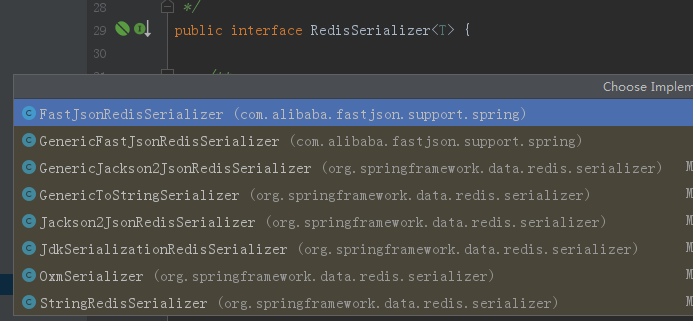 28 */
29 public interface RedisSerializer<T> {
30
Choose Implem
FastJsonRedisSerializer (com.alibaba.fastjson.support.spring)
GenericFastJsonRedisSerializer (com.alibaba.fastjson.support.spring)
GenericJackson2JsonRedisSerializer (org.springframework.data.redis.serializer) M
GenericToStringSerializer (org.springframework.data.redis.serializer) M
Jackson2JsonRedisSerializer (org.springframework.data.redis.serializer) M
JdkSerializationRedisSerializer (org.springframework.data.redis.serializer) M
OxmSerializer (org.springframework.data.redis.serializer) M
StringRedisSerializer (org.springframework.data.redis.serializer) M